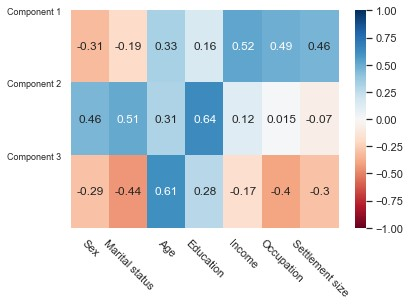 Component 1
-0.31 -0.19 0.33 0.16 0.52 0.49 0.46
Component 2
0.46 0.51 0.31 0.64 0.12 0.015 -0.07
Component 3
-0.29 -0.44 0.61 0.28 -0.17 -0.4 -0.3
Sex
Marital status
Age
Education
Income
Occupation
Settlement size
1.00
0.75
0.50
0.25
0.00
−0.25
−0.50
−0.75
−1.00